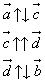 a⃗ ↑↓ c⃗
c⃗ ↑↑ d⃗
d⃗ ↑↓ b⃗